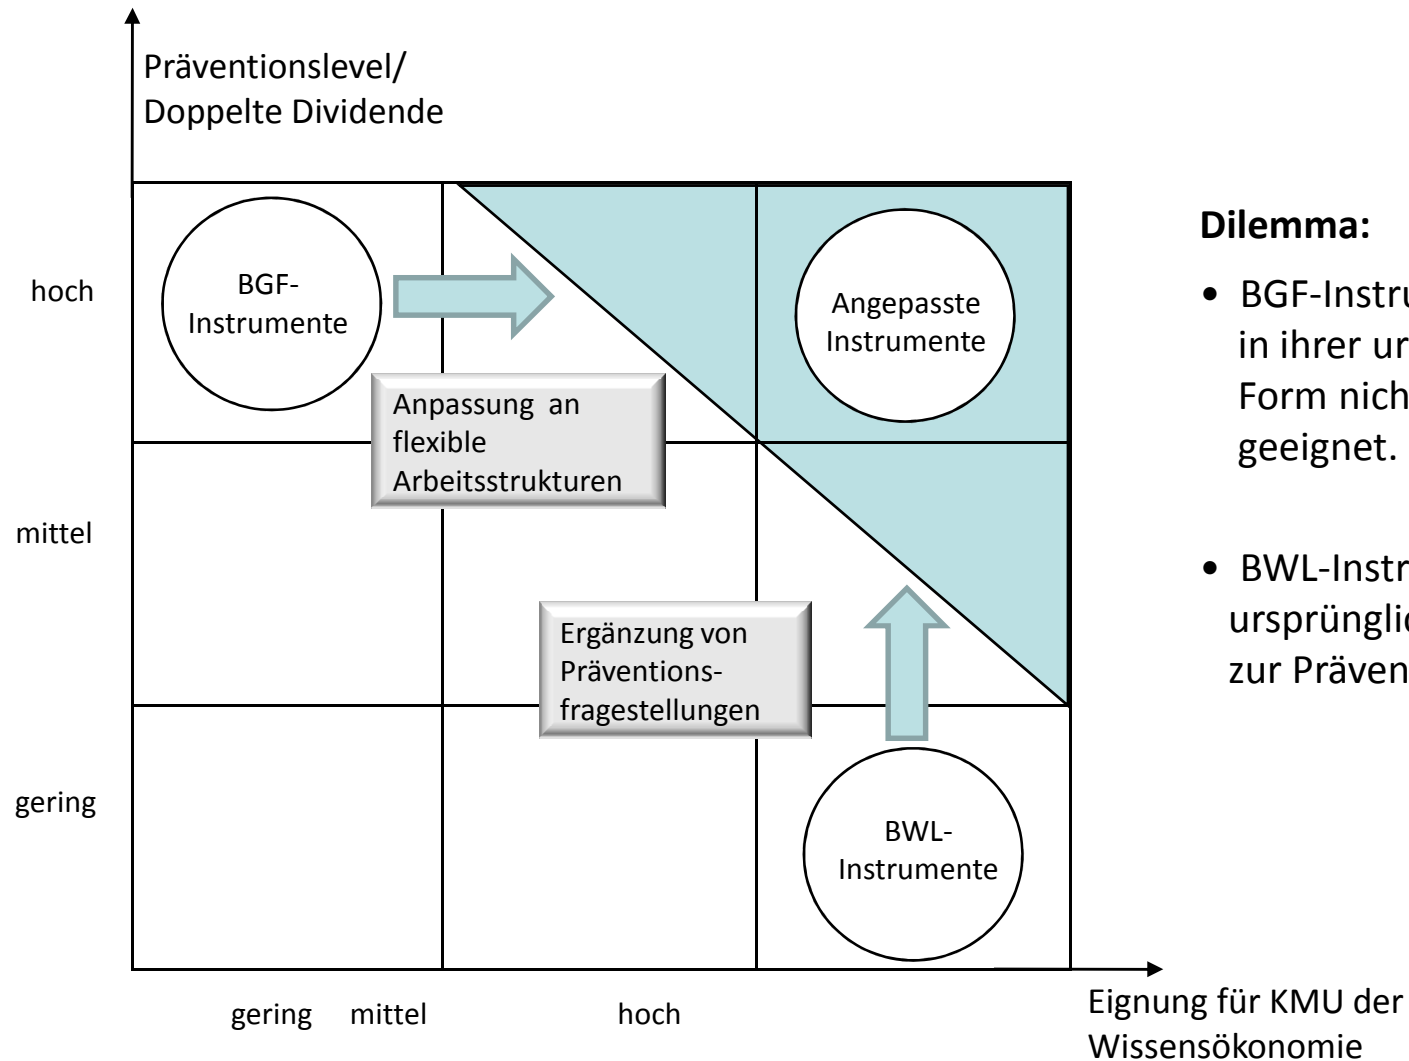 Präventionslevel/
Doppelte Dividende
hoch
mittel
gering
BGF-
Instrumente
Angepasste
Instrumente
Anpassung an
flexible
Arbeitsstrukturen
Ergänzung von
Präventions-
fragestellungen
BWL-
Instrumente
gering mittel hoch
Eignung für KMU der
Wissensökonomie
Dilemma:
• BGF-Instru
in ihrer ur
Form nich
geeignet.
• BWL-Instr
ursprünglic
zur Präven